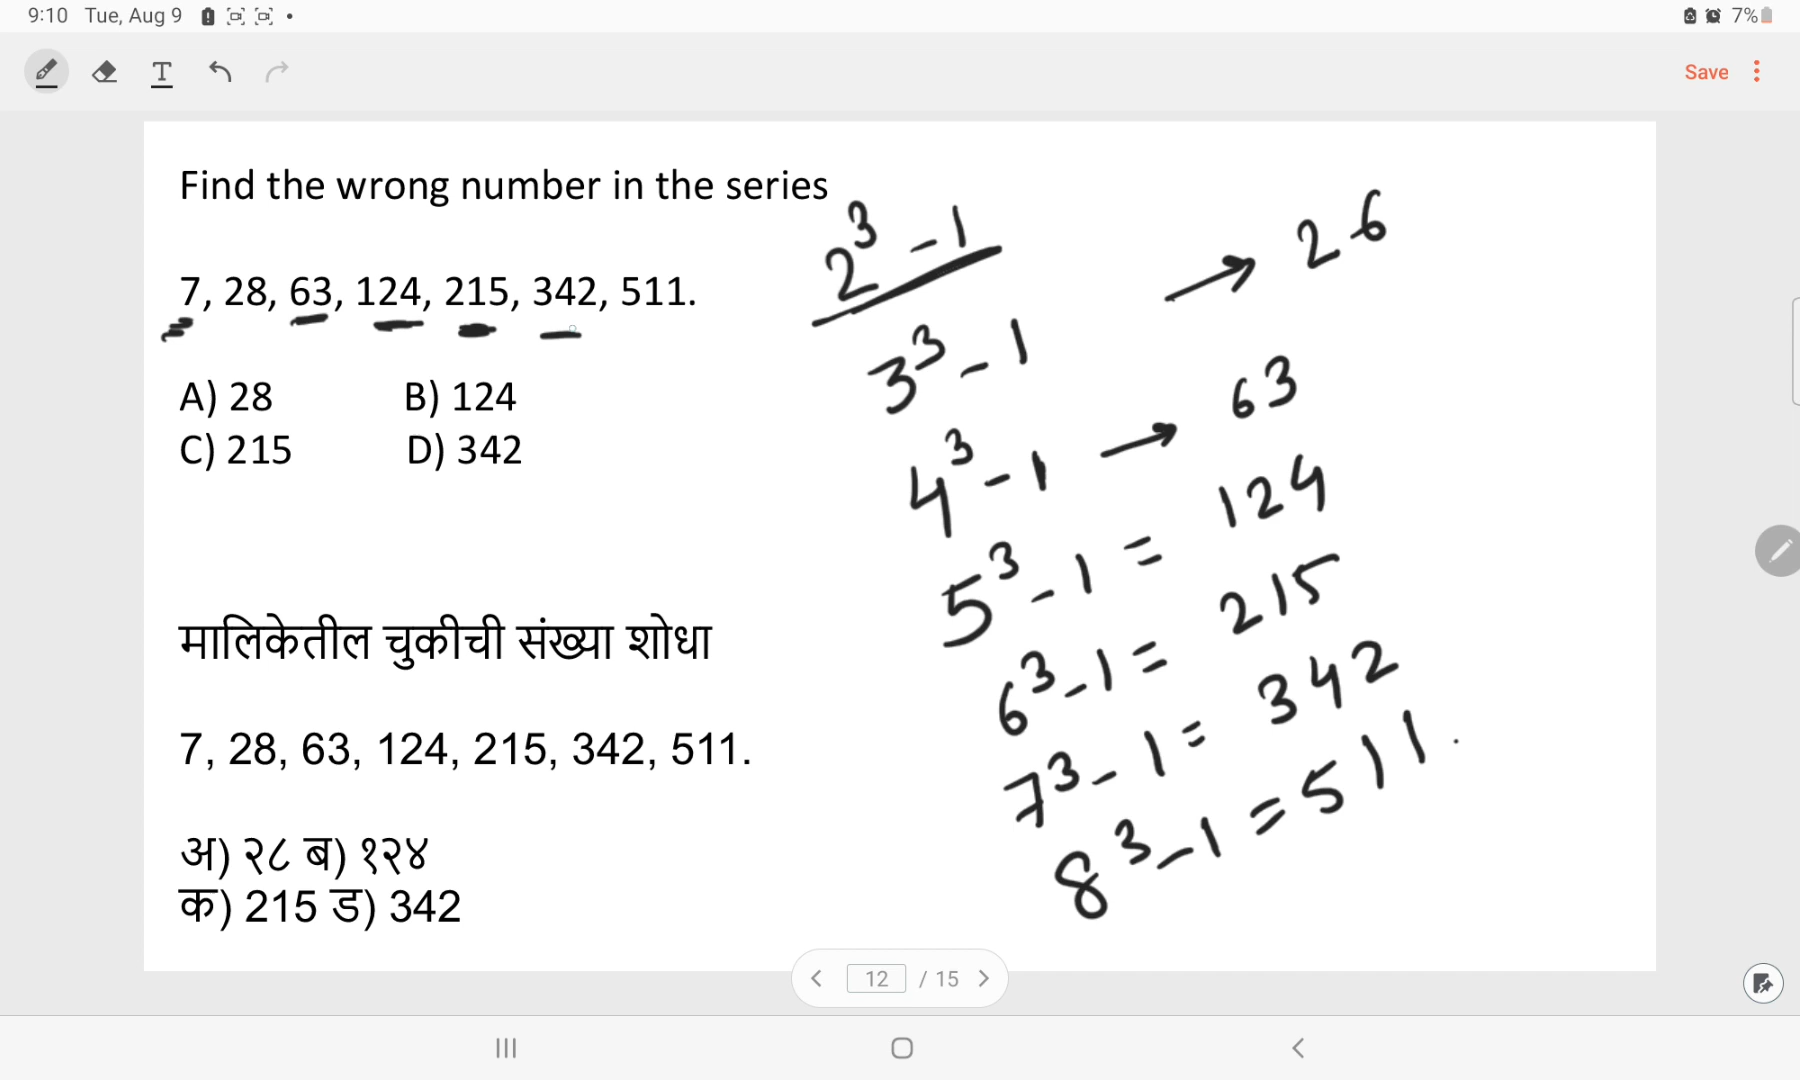 9:10 Tue, Aug 9
7%
Save
Find the wrong number in the series
7, 28, 63, 124, 215, 342, 511.
A) 28 B) 124
C) 215 D) 342
मालिकेतील चुकीची संख्या शोधा
7, 28, 63, 124, 215, 342, 511.
अ) २८ ब) १२४
क) 215 ड) 342
2³ - 1
3³ - 1 → 26
4³ - 1 → 63
5³ - 1 = 124
6³ - 1 = 215
7³ - 1 = 342
8³ - 1 = 511.
12 / 15